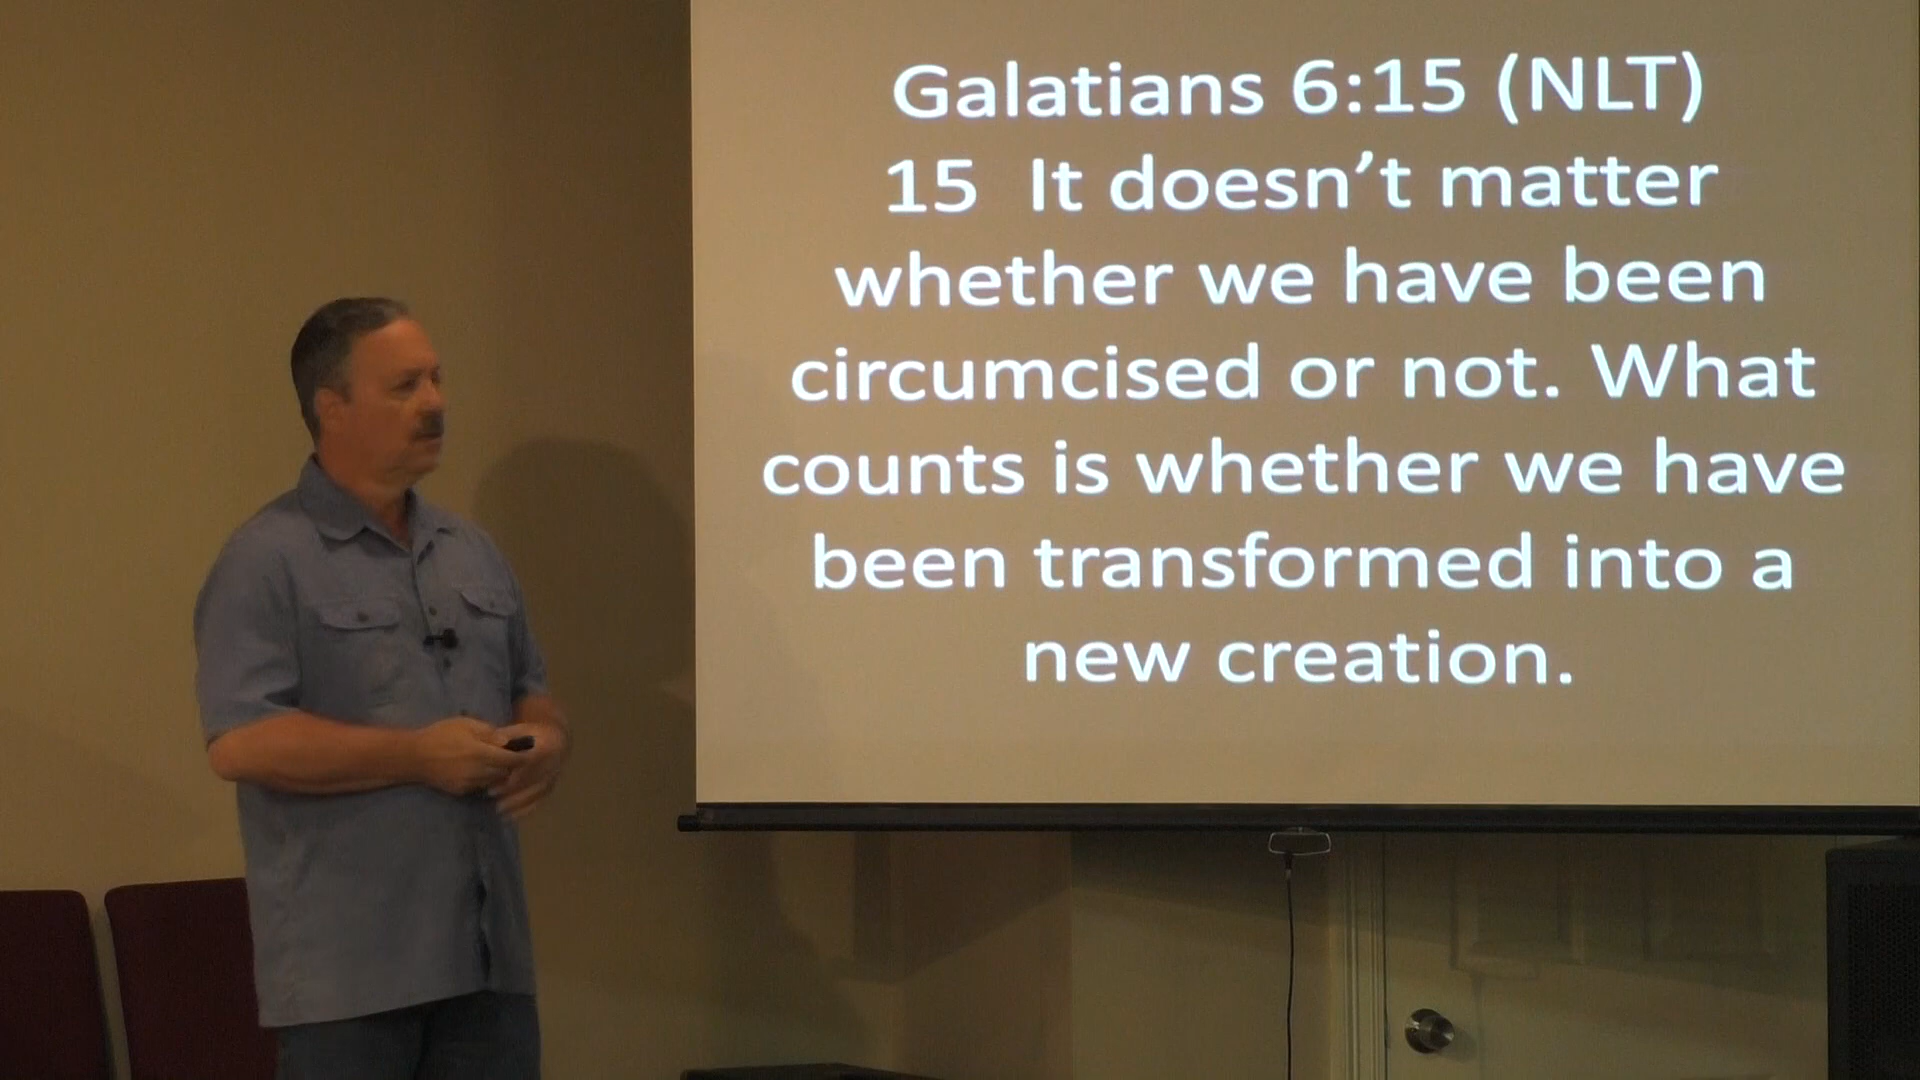 Galatians 6:15 (NLT)
15  It doesn’t matter
whether we have been
circumcised or not. What
counts is whether we have
been transformed into a
new creation.